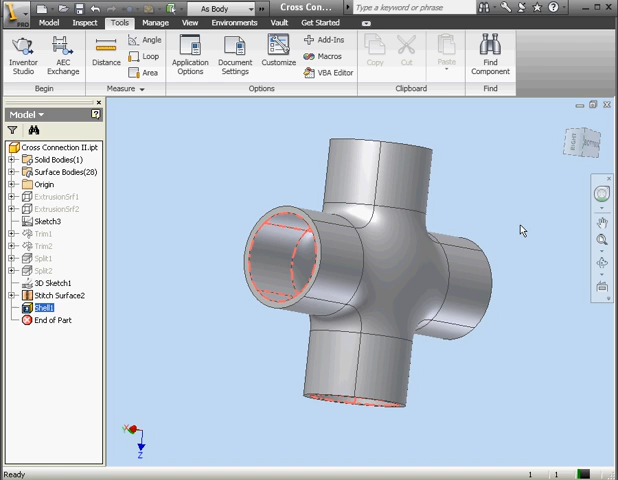 As Body
Cross Con...
Type a keyword or phrase
PRO
Model Inspect Tools Manage View Environments Vault Get Started
Inventor Studio
AEC Exchange
Distance
Angle
Loop
Area
Application Options
Document Settings
Customize
Add-Ins
Macros
VBA Editor
Copy
Cut
Paste
Find Component
Begin
Measure
Options
Clipboard
Find
Model
Cross Connection II.ipt
Solid Bodies(1)
Surface Bodies(28)
Origin
ExtrusionSrf1
ExtrusionSrf2
Sketch3
Trim1
Trim2
Split1
Split2
3D Sketch1
Stitch Surface2
Shell1
End of Part
RIGHT
X
Z
Ready
1 1